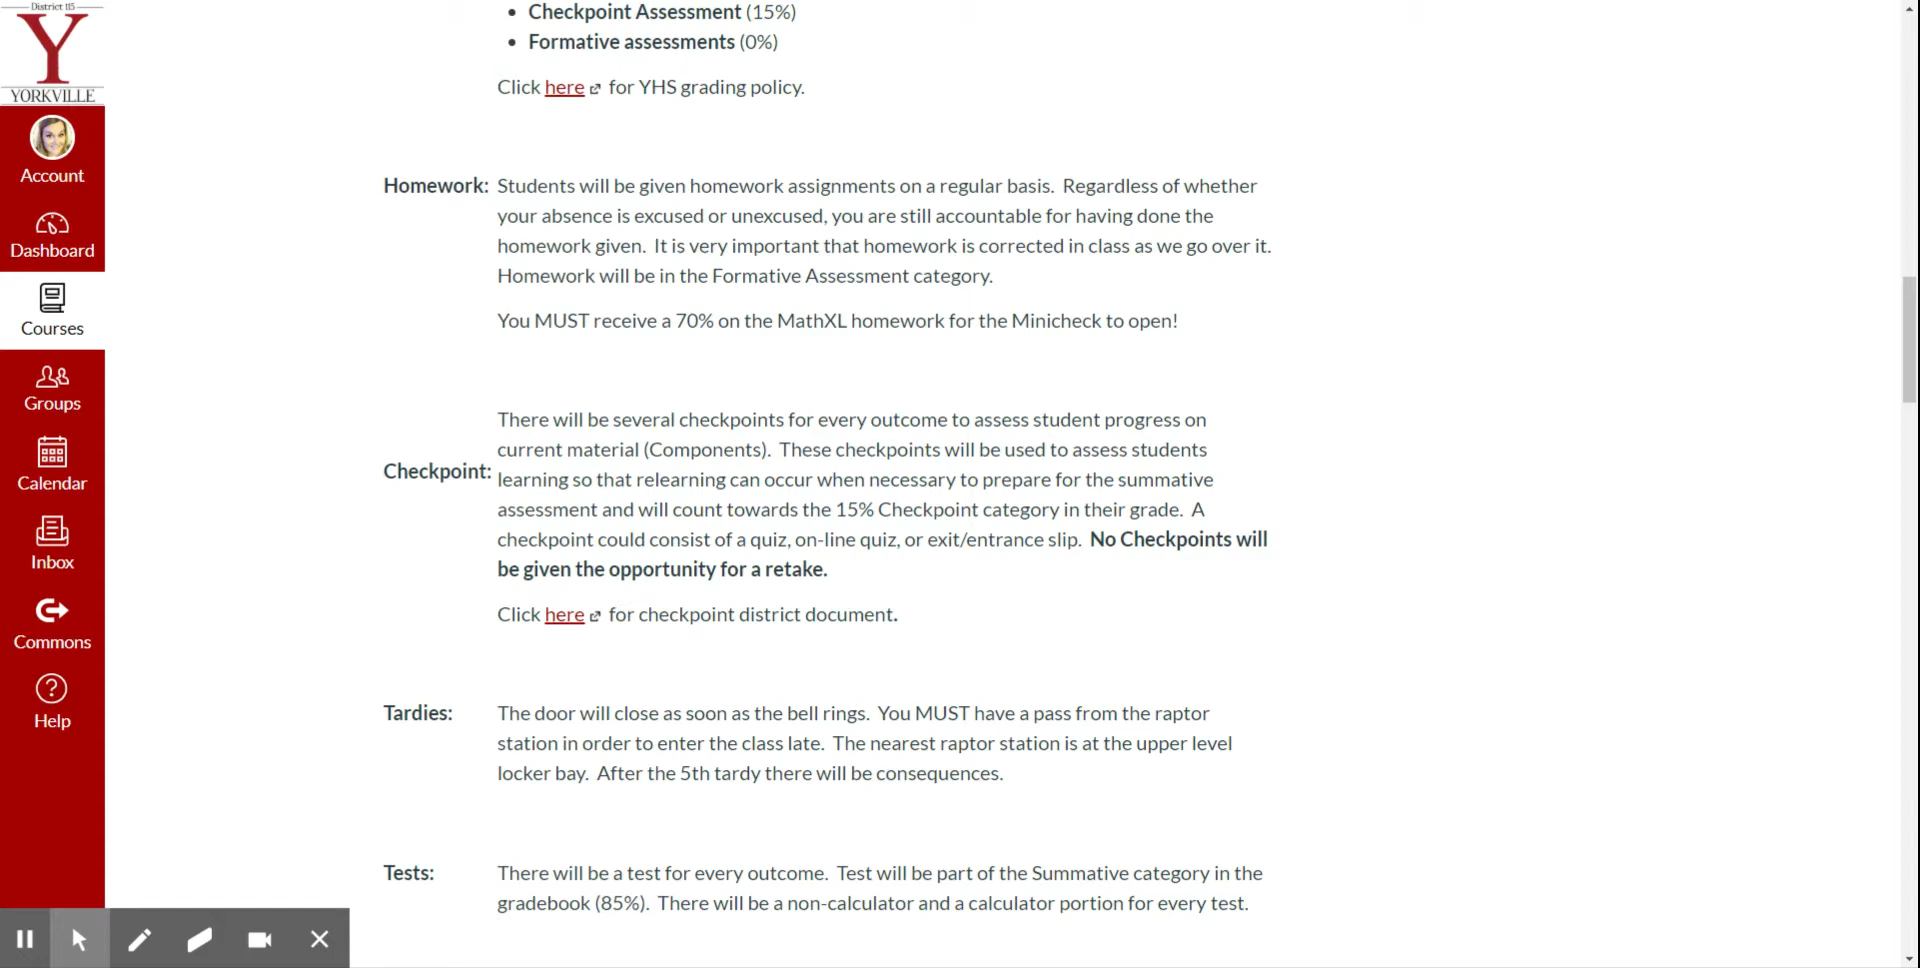 District 115
Y
YORKVILLE
Account
Dashboard
Courses
Groups
Calendar
Inbox
Commons
Help
• Checkpoint Assessment (15%)
• Formative assessments (0%)
Click here for YHS grading policy.
Homework: Students will be given homework assignments on a regular basis. Regardless of whether
your absence is excused or unexcused, you are still accountable for having done the
homework given. It is very important that homework is corrected in class as we go over it.
Homework will be in the Formative Assessment category.
You MUST receive a 70% on the MathXL homework for the Minicheck to open!
Checkpoint:
There will be several checkpoints for every outcome to assess student progress on
current material (Components). These checkpoints will be used to assess students
learning so that relearning can occur when necessary to prepare for the summative
assessment and will count towards the 15% Checkpoint category in their grade. A
checkpoint could consist of a quiz, on-line quiz, or exit/entrance slip. No Checkpoints will
be given the opportunity for a retake.
Click here for checkpoint district document.
Tardies: The door will close as soon as the bell rings. You MUST have a pass from the raptor
station in order to enter the class late. The nearest raptor station is at the upper level
locker bay. After the 5th tardy there will be consequences.
Tests: There will be a test for every outcome. Test will be part of the Summative category in the
gradebook (85%). There will be a non-calculator and a calculator portion for every test.